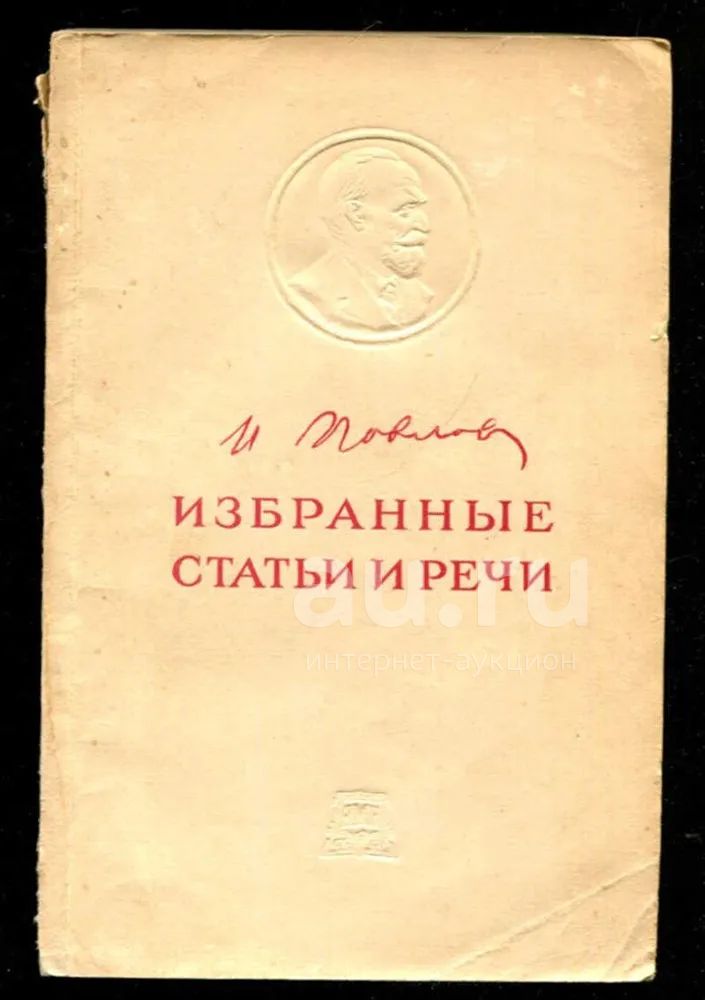 И Павлов
ИЗБРАННЫЕ
СТАТЬИ И РЕЧИ
au.ru
интернет-аукцион